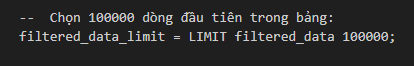 --  Chọn 100000 dòng đầu tiên trong bảng:
filtered_data_limit = LIMIT filtered_data 100000;